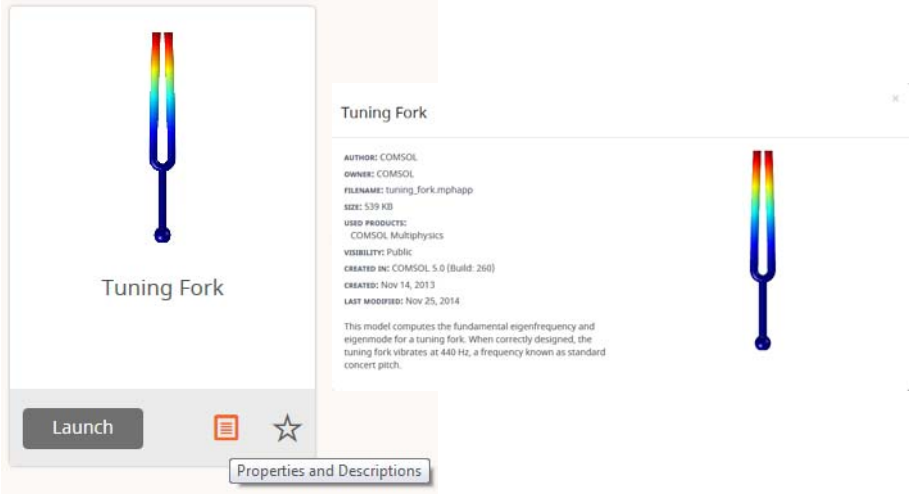 Tuning Fork
Launch
Properties and Descriptions
Tuning Fork
AUTHOR: COMSOL
OWNER: COMSOL
FILENAME: tuning_fork.mphapp
SIZE: 539 KB
USED PRODUCTS:
COMSOL Multiphysics
VISIBILITY: Public
CREATED IN: COMSOL 5.0 (Build: 260)
CREATED: Nov 14, 2013
LAST MODIFIED: Nov 25, 2014
This model computes the fundamental eigenfrequency and
eigenmode for a tuning fork. When correctly designed, the
tuning fork vibrates at 440 Hz, a frequency known as standard
concert pitch.